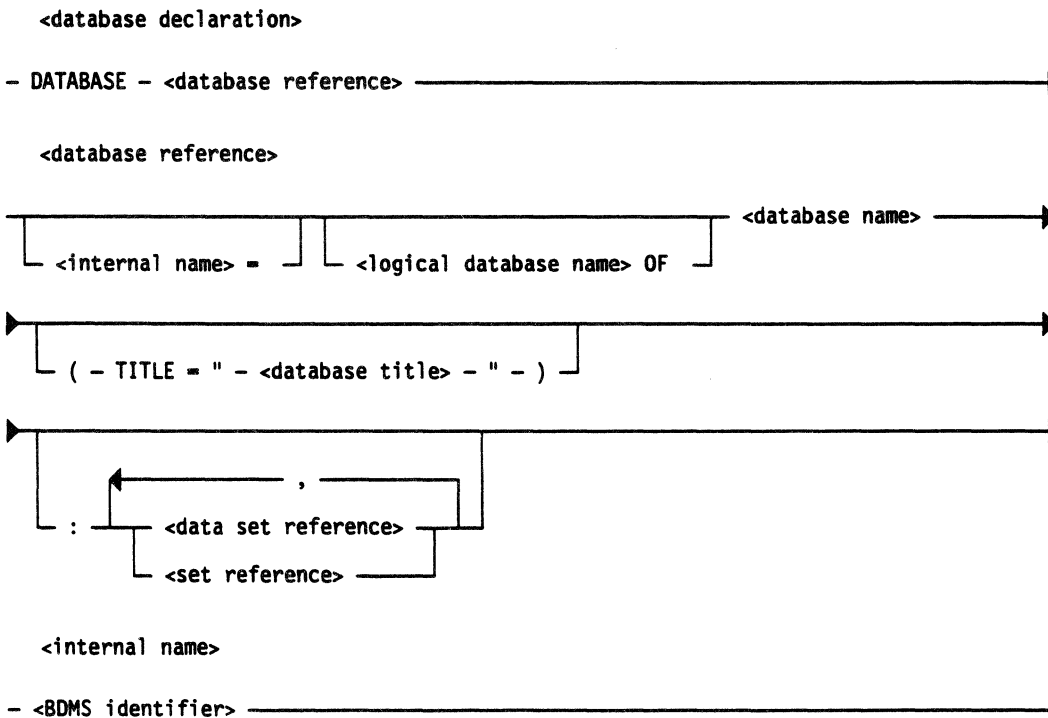 <database declaration>
– DATABASE – <database reference>
<database reference>
<database name>
<internal name> =
<logical database name> OF
( – TITLE = " – <database title> – " – )
,
: <data set reference>
<set reference>
<internal name>
– <BDMS identifier>